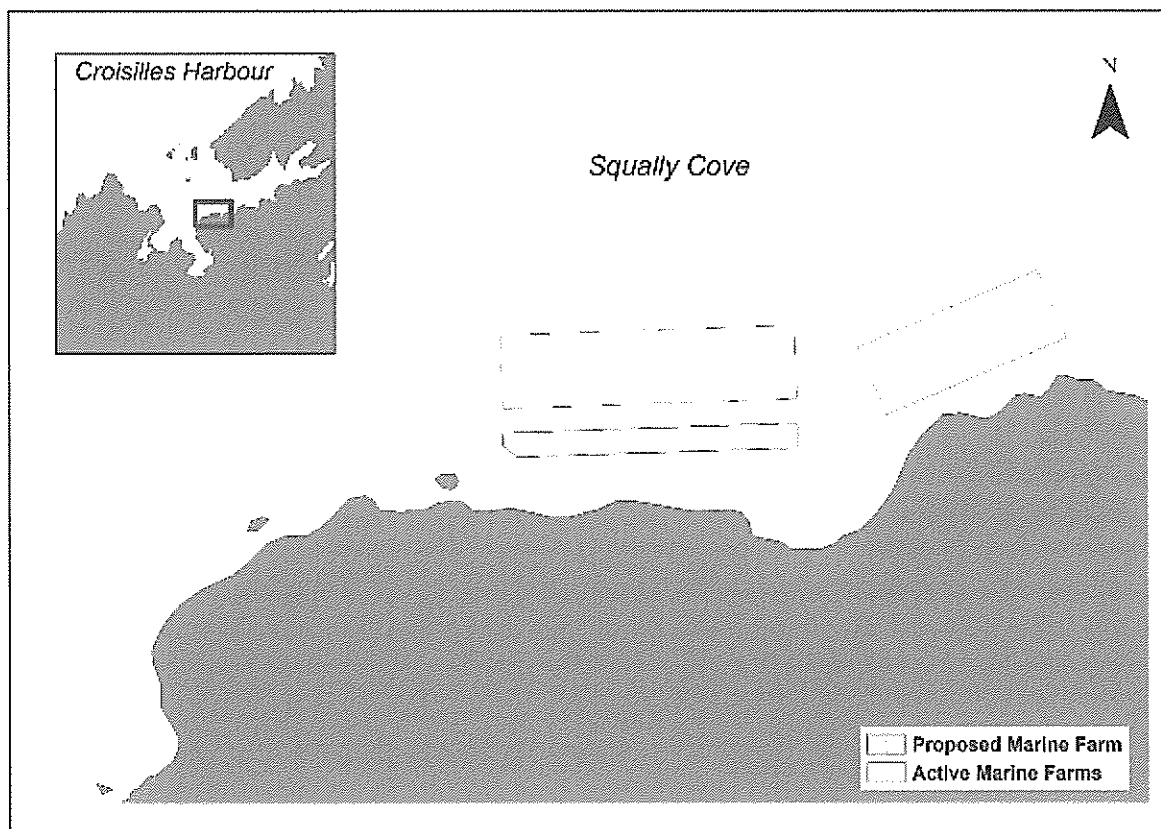 Croisilles Harbour
N
Squally Cove
Proposed Marine Farm
Active Marine Farms